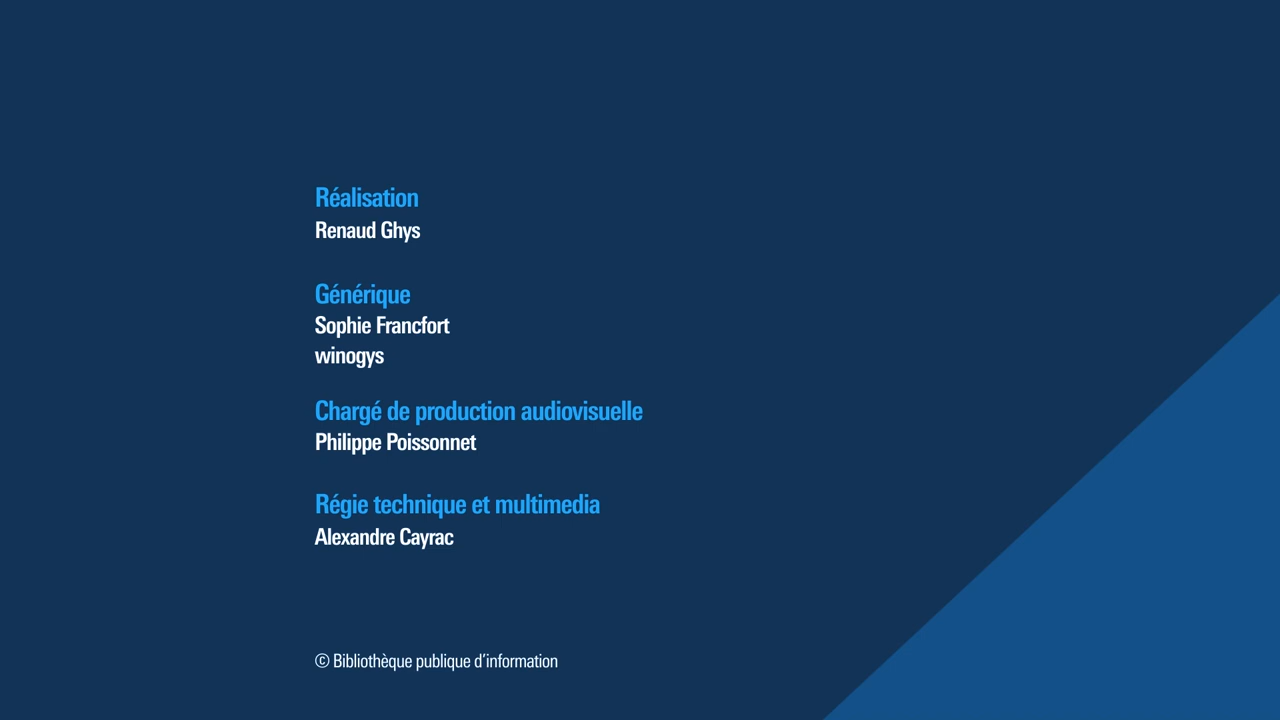 Réalisation
Renaud Ghys
Générique
Sophie Francfort
winogys
Chargé de production audiovisuelle
Philippe Poissonnet
Régie technique et multimedia
Alexandre Cayrac
© Bibliothèque publique d’information